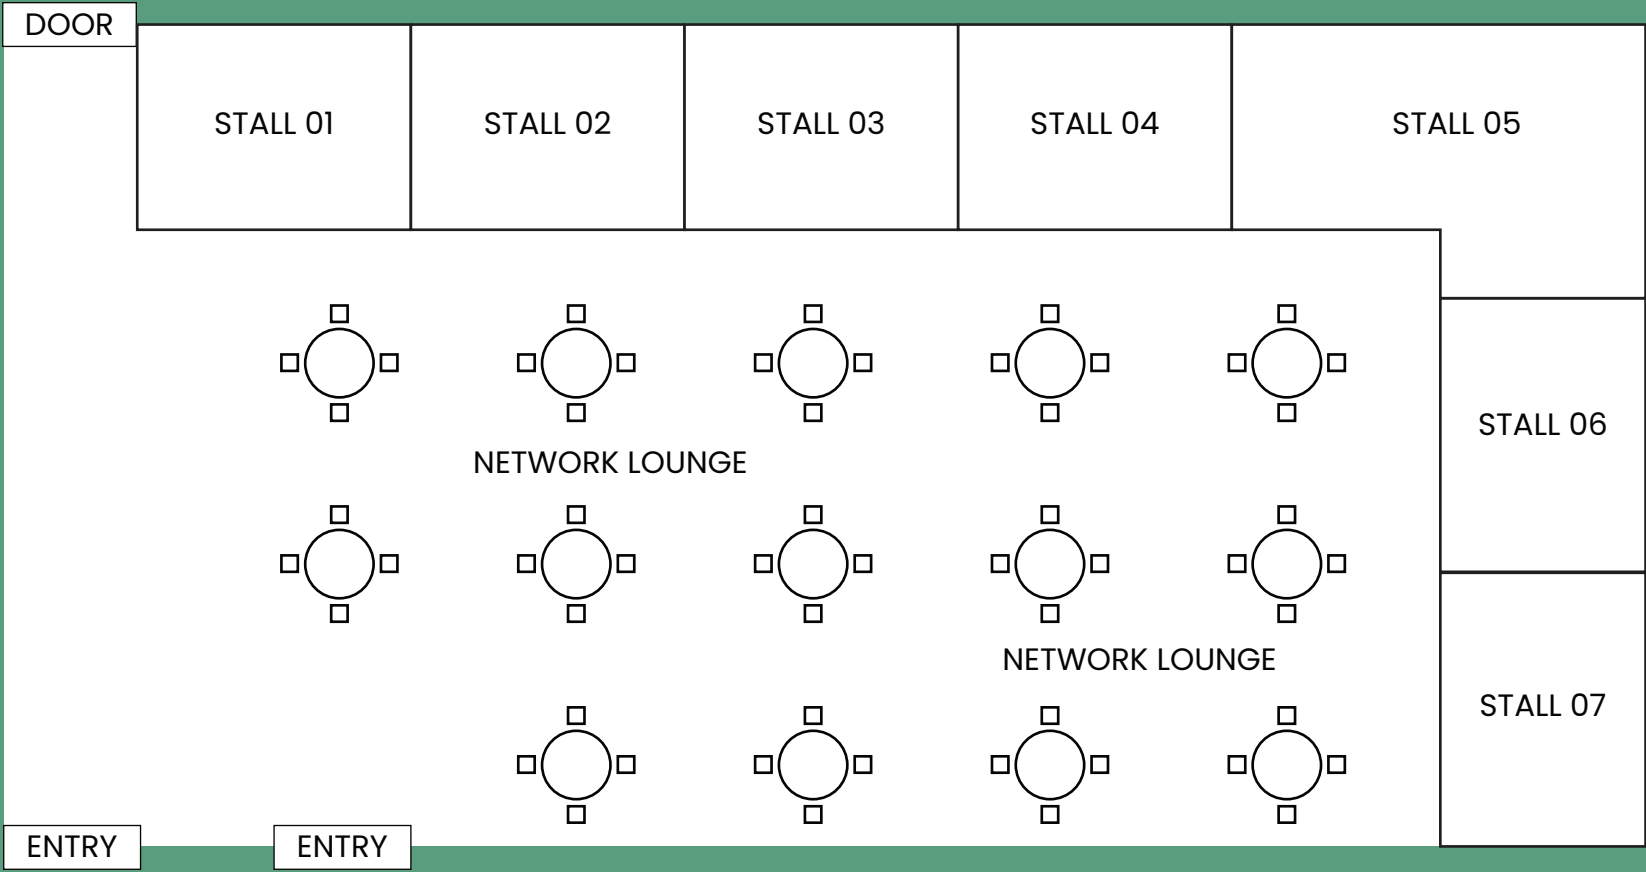 DOOR
STALL 01
STALL 02
STALL 03
STALL 04
STALL 05
STALL 06
NETWORK LOUNGE
NETWORK LOUNGE
STALL 07
ENTRY
ENTRY